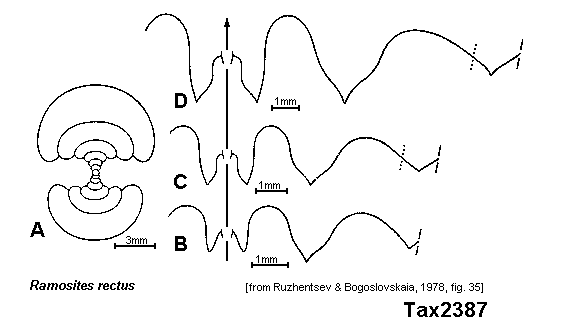 D
1mm
C
1mm
A
3mm
B
1mm
Ramosites rectus
[from Ruzhentsev & Bogoslovskaia, 1978, fig. 35]
Tax2387